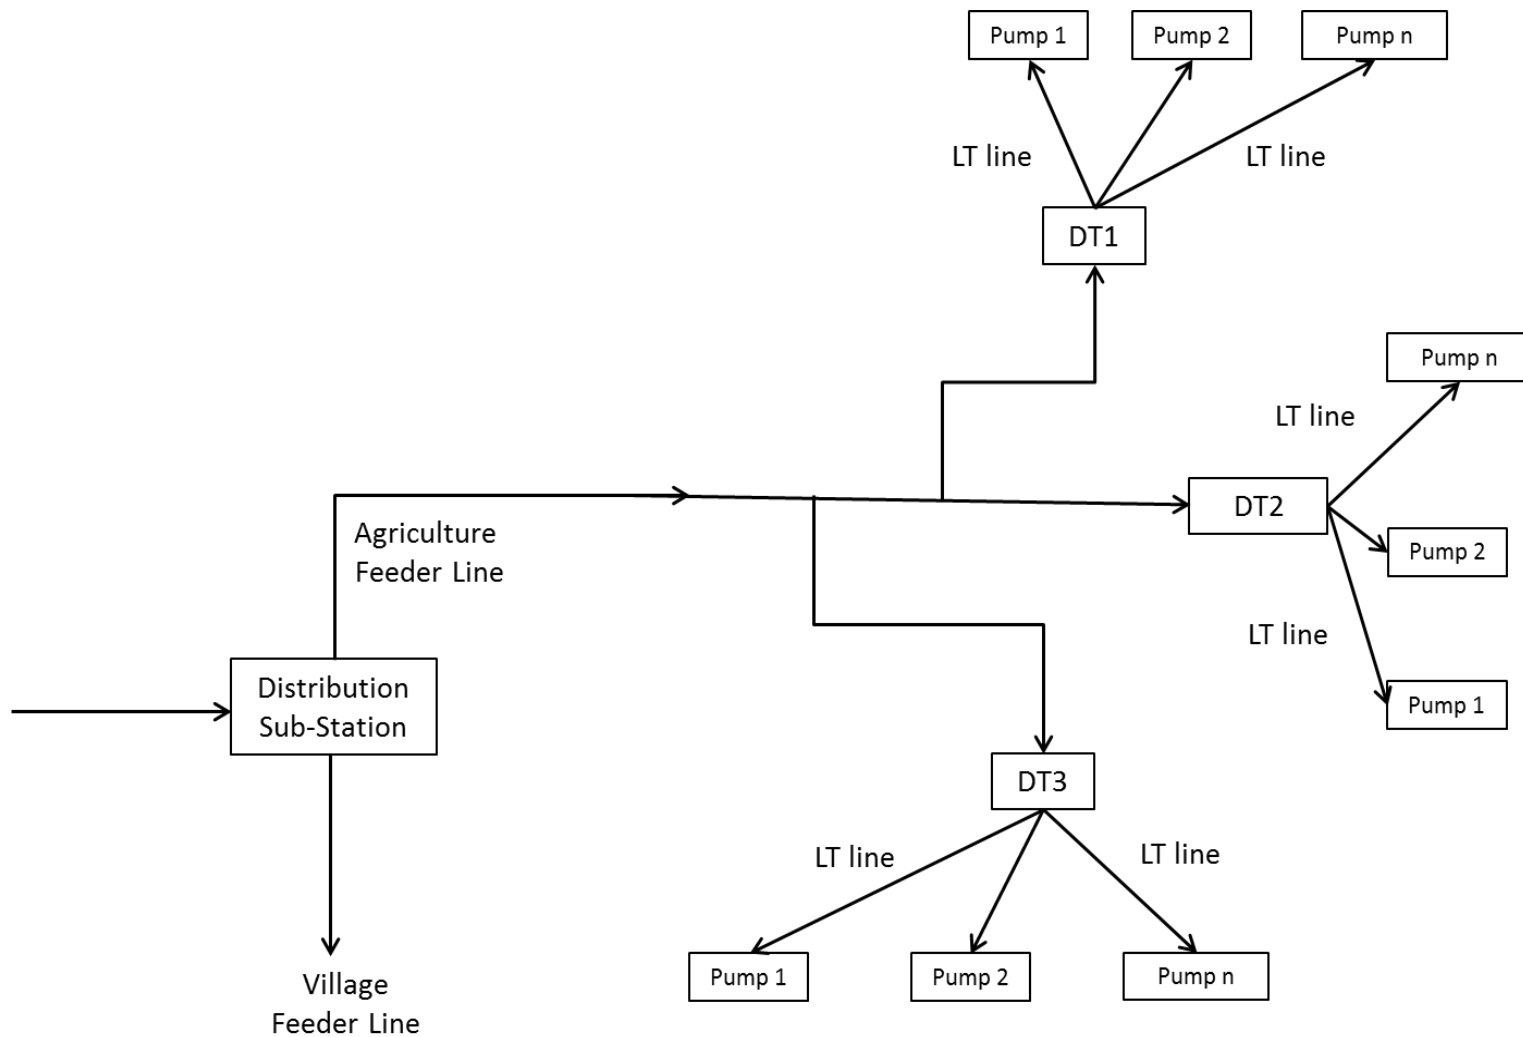 Pump 1
Pump 2
Pump n
LT line
LT line
DT1
Pump n
LT line
DT2
Agriculture
Feeder Line
Pump 2
LT line
Distribution
Sub-Station
Pump 1
DT3
LT line
LT line
Pump 1
Pump 2
Pump n
Village
Feeder Line